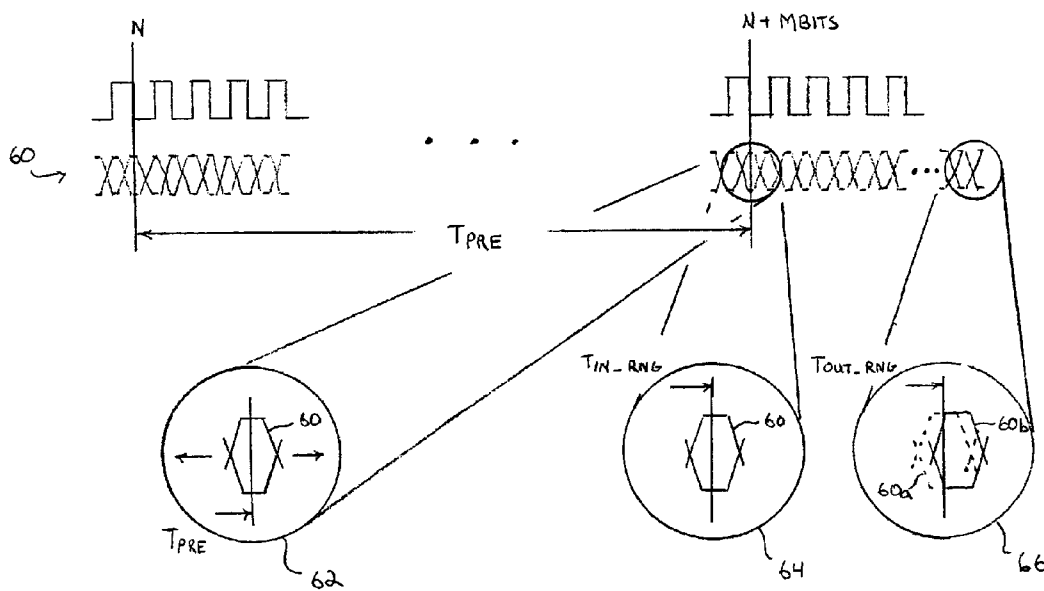 N
N + MBITS
60
TPRE
TIN_RNG
TOUT_RNG
60
60
60b
60a
TPRE
62
64
66